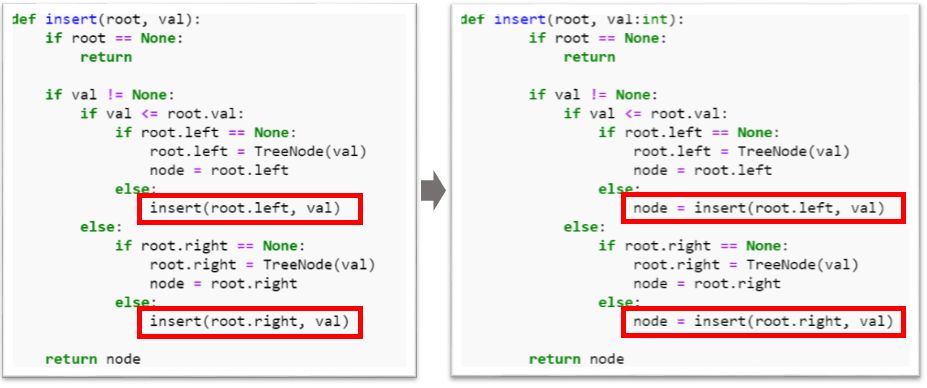 def insert(root, val):
    if root == None:
        return
    if val != None:
        if val <= root.val:
            if root.left == None:
                root.left = TreeNode(val)
                node = root.left
            else:
                insert(root.left, val)
        else:
            if root.right == None:
                root.right = TreeNode(val)
                node = root.right
            else:
                insert(root.right, val)
    return node
def insert(root, val:int):
        if root == None:
            return
        if val != None:
            if val <= root.val:
                if root.left == None:
                    root.left = TreeNode(val)
                    node = root.left
                else:
                    node = insert(root.left, val)
            else:
                if root.right == None:
                    root.right = TreeNode(val)
                    node = root.right
                else:
                    node = insert(root.right, val)
        return node